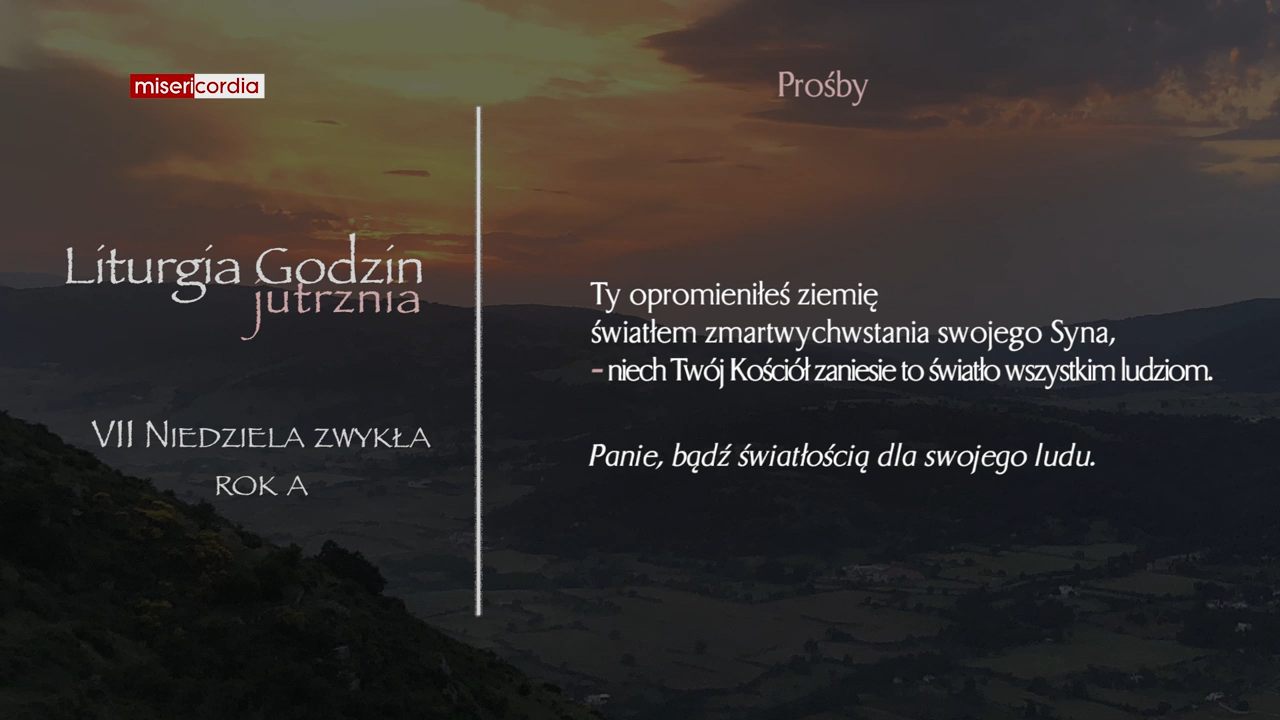 misericordia
Liturgia Godzin
jutrznia
VII Niedziela zwykła
rok A
Prośby
Ty opromieniłeś ziemię
światłem zmartwychwstania swojego Syna,
- niech Twój Kościół zaniesie to światło wszystkim ludziom.
Panie, bądź światłością dla swojego ludu.